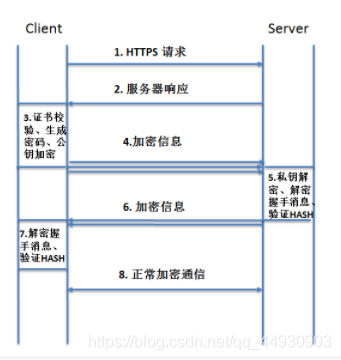 Client
Server
1. HTTPS 请求
2. 服务器响应
3.证书校
验、生成
密码、公
钥加密
4.加密信息
5.私钥解
密、解密
握手消息、
验证HASH
6. 加密信息
7.解密握
手消息、
验证HASH
8. 正常加密通信
https://blog.csdn.net/qq_44930903